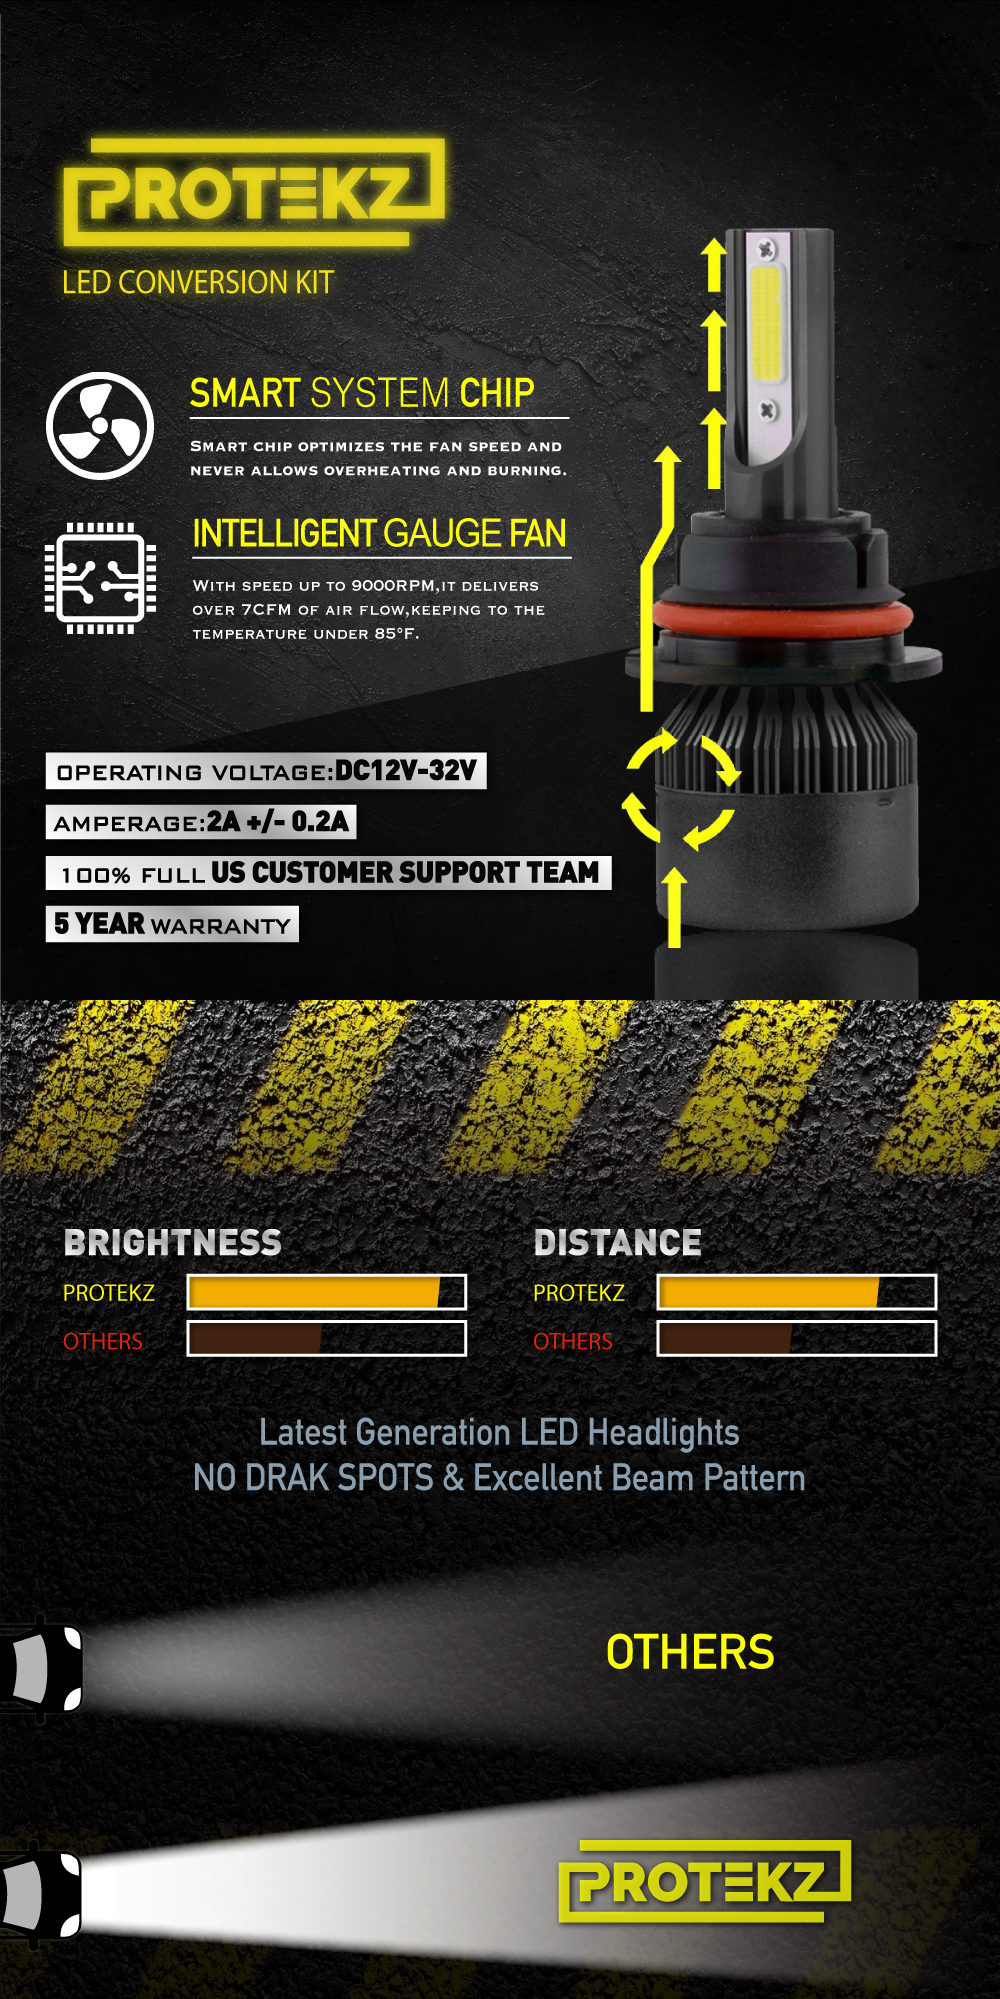 PROTEKZ
LED CONVERSION KIT
SMART SYSTEM CHIP
SMART CHIP OPTIMIZES THE FAN SPEED AND
NEVER ALLOWS OVERHEATING AND BURNING.
INTELLIGENT GAUGE FAN
WITH SPEED UP TO 9000RPM,IT DELIVERS
OVER 7CFM OF AIR FLOW,KEEPING TO THE
TEMPERATURE UNDER 85°F.
OPERATING VOLTAGE:DC12V-32V
AMPERAGE:2A +/- 0.2A
100% FULL US CUSTOMER SUPPORT TEAM
5 YEAR WARRANTY
BRIGHTNESS
PROTEKZ
OTHERS
DISTANCE
PROTEKZ
OTHERS
Latest Generation LED Headlights
NO DRAK SPOTS & Excellent Beam Pattern
OTHERS
PROTEKZ